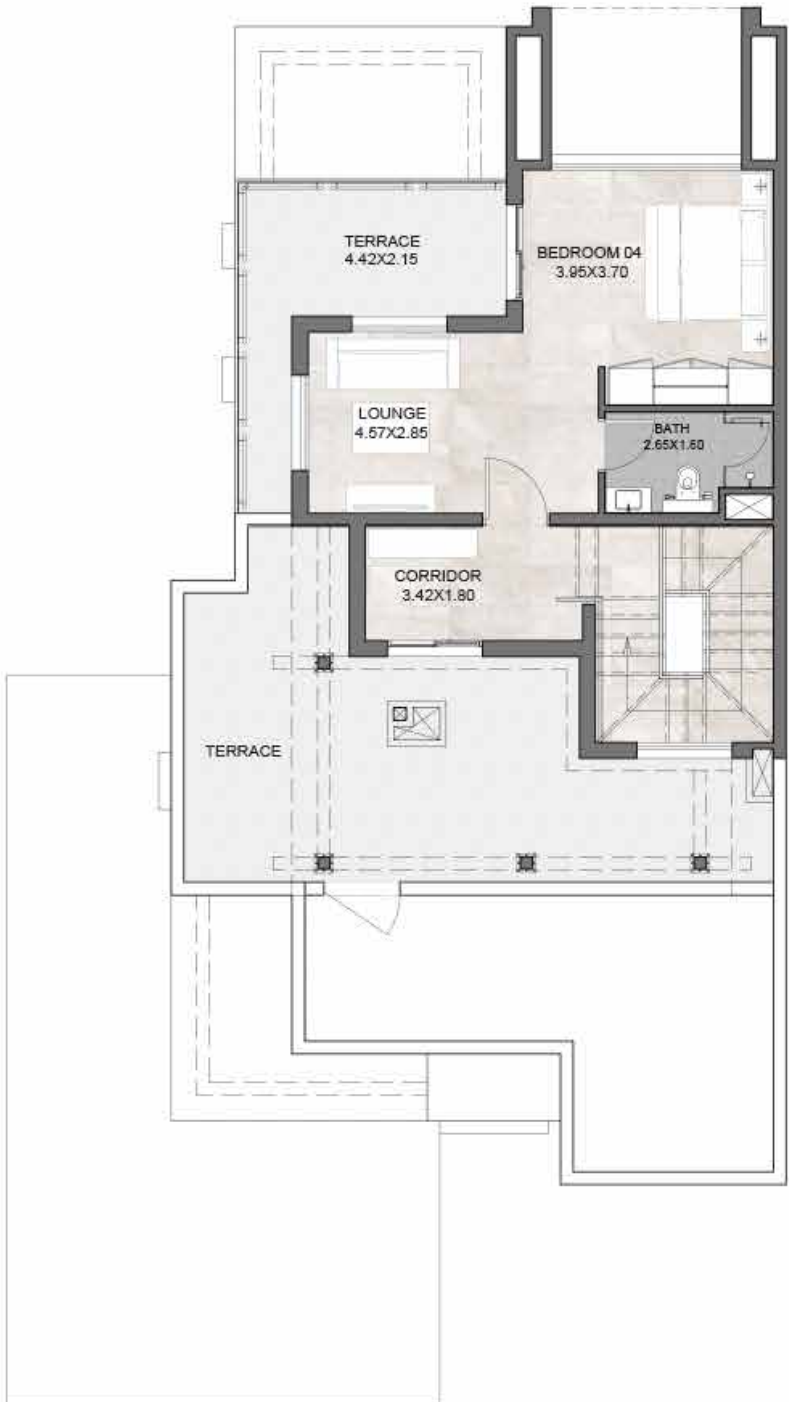 TERRACE
4.42X2.15
BEDROOM 04
3.95X3.70
LOUNGE
4.57X2.85
BATH
2.65X1.60
CORRIDOR
3.42X1.80
TERRACE